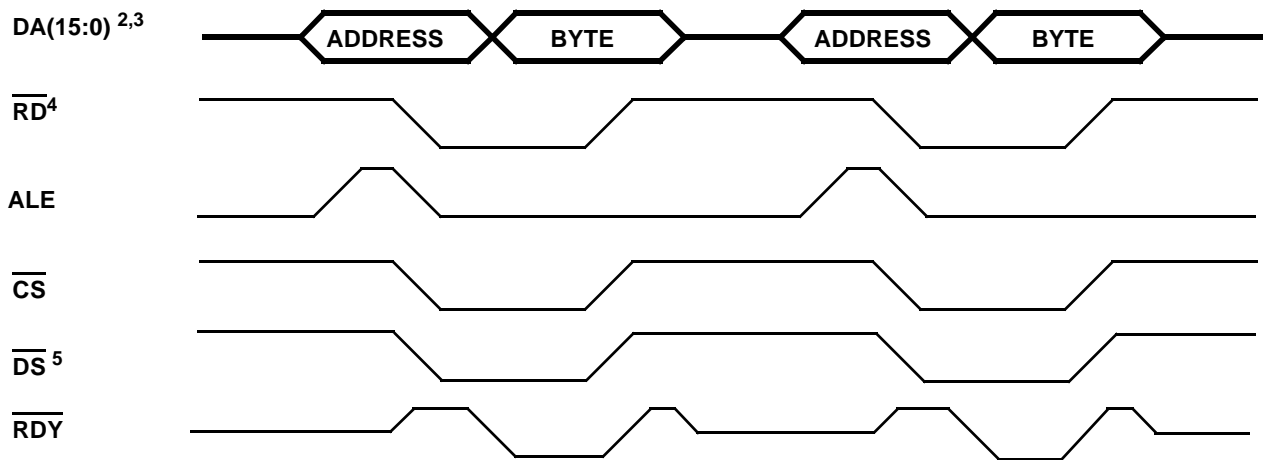 DA(15:0) 2,3 ADDRESS BYTE ADDRESS BYTE
RD4
ALE
CS
DS 5
RDY